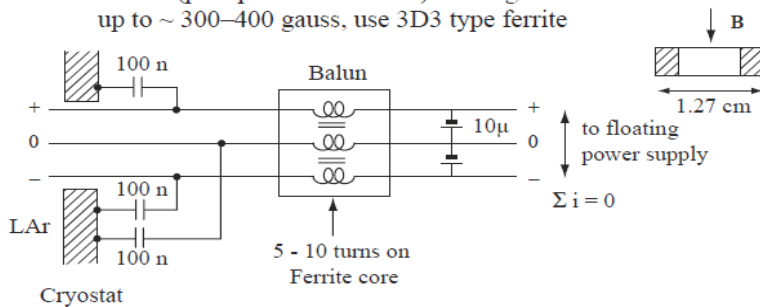 up to ~ 300–400 gauss, use 3D3 type ferrite
100 n
Balun
B
1.27 cm
+
+
10μ
0
0
to floating
power supply
−
−
100 n
Σ i = 0
LAr
100 n
5 - 10 turns on
Ferrite core
Cryostat